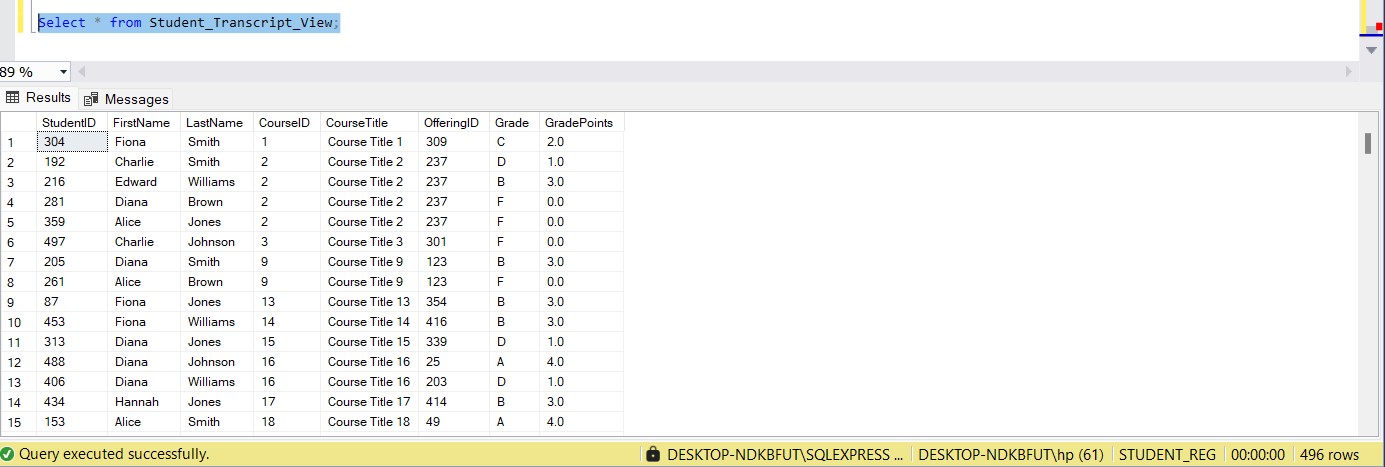 Select * from Student_Transcript_View;
89 %
Results Messages
StudentID FirstName LastName CourseID CourseTitle OfferingID Grade GradePoints
1 304 Fiona Smith 1 Course Title 1 309 C 2.0
2 192 Charlie Smith 2 Course Title 2 237 D 1.0
3 216 Edward Williams 2 Course Title 2 237 B 3.0
4 281 Diana Brown 2 Course Title 2 237 F 0.0
5 359 Alice Jones 2 Course Title 2 237 F 0.0
6 497 Charlie Johnson 3 Course Title 3 301 F 0.0
7 205 Diana Smith 9 Course Title 9 123 B 3.0
8 261 Alice Brown 9 Course Title 9 123 F 0.0
9 87 Fiona Jones 13 Course Title 13 354 B 3.0
10 453 Fiona Williams 14 Course Title 14 416 B 3.0
11 313 Diana Jones 15 Course Title 15 339 D 1.0
12 488 Diana Johnson 16 Course Title 16 25 A 4.0
13 406 Diana Williams 16 Course Title 16 203 D 1.0
14 434 Hannah Jones 17 Course Title 17 414 B 3.0
15 153 Alice Smith 18 Course Title 18 49 A 4.0
Query executed successfully. DESKTOP-NDKBFUT\SQLEXPRESS ... DESKTOP-NDKBFUT\hp (61) STUDENT_REG 00:00:00 496 rows